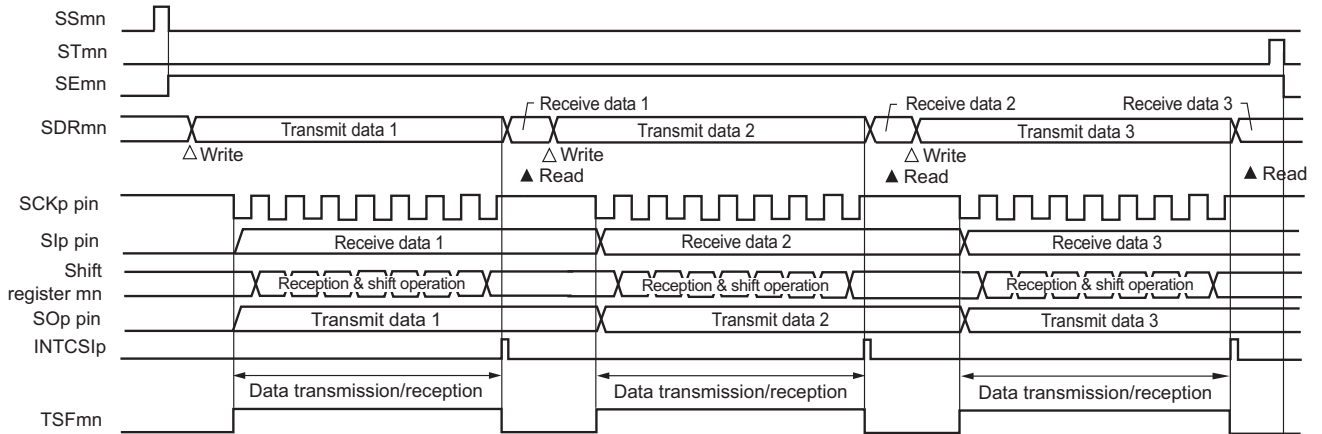 SSmn
STmn
SEmn
Receive data 1
Receive data 2
Receive data 3
SDRmn
Transmit data 1
Transmit data 2
Transmit data 3
△ Write
△ Write
△ Write
▲ Read
▲ Read
▲ Read
SCKp pin
SIp pin
Receive data 1
Receive data 2
Receive data 3
Shift
register mn
Reception & shift operation
Reception & shift operation
Reception & shift operation
SOp pin
Transmit data 1
Transmit data 2
Transmit data 3
INTCSIp
Data transmission/reception
Data transmission/reception
Data transmission/reception
TSFmn